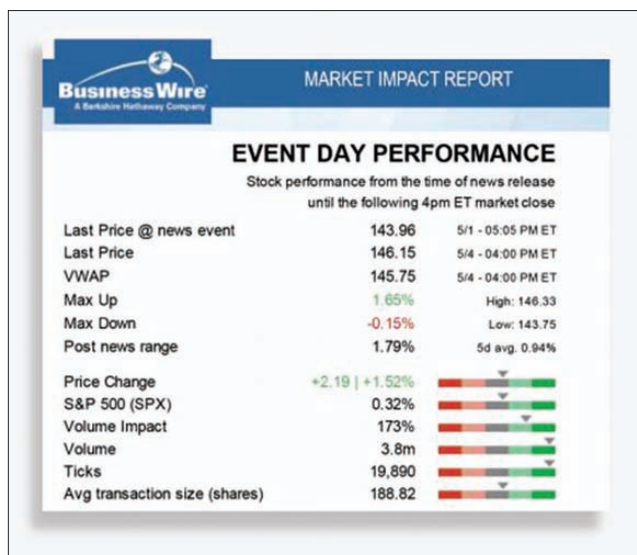 BusinessWire
A Berkshire Hathaway Company
MARKET IMPACT REPORT
EVENT DAY PERFORMANCE
Stock performance from the time of news release
until the following 4pm ET market close
Last Price @ news event 143.96 5/1 - 05:05 PM ET
Last Price 146.15 5/4 - 04:00 PM ET
VWAP 145.75 5/4 - 04:00 PM ET
Max Up 1.65% High: 146.33
Max Down -0.15% Low: 143.75
Post news range 1.79% 5d avg. 0.94%
Price Change +2.19 | +1.52%
S&P 500 (SPX) 0.32%
Volume Impact 173%
Volume 3.8m
Ticks 19,890
Avg transaction size (shares) 188.82